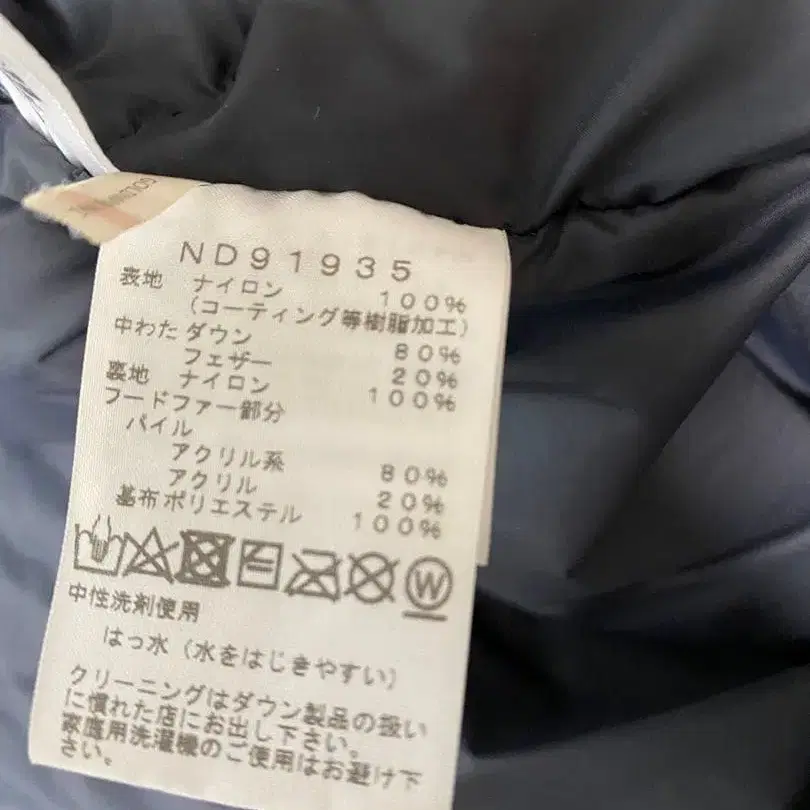 ND91935
表地 ナイロン 100%
(コーティング等樹脂加工)
中わた ダウン 80%
フェザー 20%
裏地 ナイロン 100%
フードファー部分
パイル
アクリル系 80%
アクリル 20%
基布 ポリエステル 100%
W
中性洗剤使用
はっ水(水をはじきやすい)
クリーニングはダウン製品の扱い
に慣れた店にお出し下さい。
家庭用洗濯機のご使用はお避け下
さい。